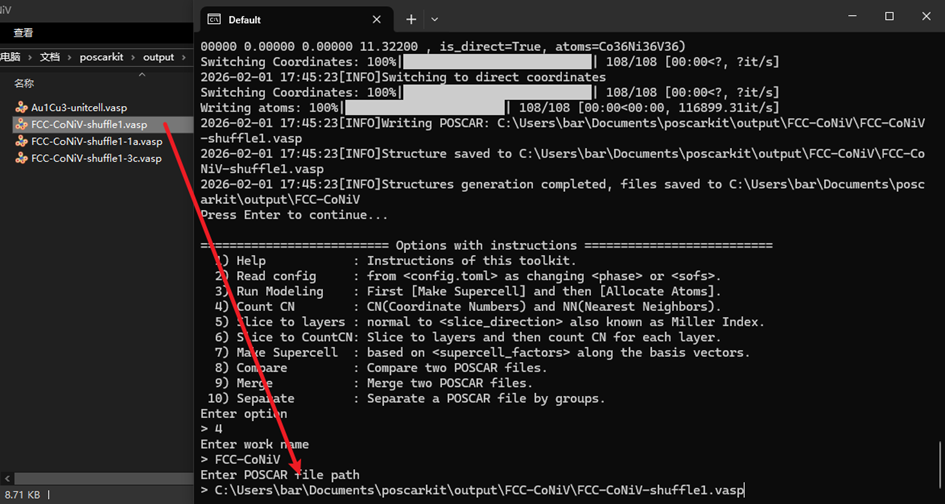 NiV
查看
电脑 > 文档 > poscarkit > output >
名称
Au1Cu3-unitcell.vasp
FCC-CoNiV-shuffle1.vasp
FCC-CoNiV-shuffle1-1a.vasp
FCC-CoNiV-shuffle1-3c.vasp
8.71 KB
Default
00000 0.00000 0.00000 11.32200 , is_direct=True, atoms=Co36Ni36V36)
Switching Coordinates: 100%|| 108/108 [00:00<?, ?it/s]
2026-02-01 17:45:23[INFO]Switching to direct coordinates
Switching Coordinates: 100%|| 108/108 [00:00<?, ?it/s]
Writing atoms: 100%|| 108/108 [00:00<00:00, 116899.31it/s]
2026-02-01 17:45:23[INFO]Writing POSCAR: C:\Users\bar\Documents\poscarkit\output\FCC-CoNiV\FCC-CoNiV
-shuffle1.vasp
2026-02-01 17:45:23[INFO]Structure saved to C:\Users\bar\Documents\poscarkit\output\FCC-CoNiV\FCC-Co
NiV-shuffle1.vasp
2026-02-01 17:45:23[INFO]Structures generation completed, files saved to C:\Users\bar\Documents\posc
arkit\output\FCC-CoNiV
Press Enter to continue...
========================== Options with instructions ==========================
1) Help : Instructions of this toolkit.
2) Read config : from <config.toml> as changing <phase> or <sofs>.
3) Run Modeling : First [Make Supercell] and then [Allocate Atoms].
4) Count CN : CN(Coordinate Numbers) and NN(Nearest Neighbors).
5) Slice to layers : normal to <slice_direction> also known as Miller Index.
6) Slice to CountCN: Slice to layers and then count CN for each layer.
7) Make Supercell : based on <supercell_factors> along the basis vectors.
8) Compare : Compare two POSCAR files.
9) Merge : Merge two POSCAR files.
10) Separate : Separate a POSCAR file by groups.
Enter option
> 4
Enter work name
> FCC-CoNiV
Enter POSCAR file path
> C:\Users\bar\Documents\poscarkit\output\FCC-CoNiV\FCC-CoNiV-shuffle1.vasp